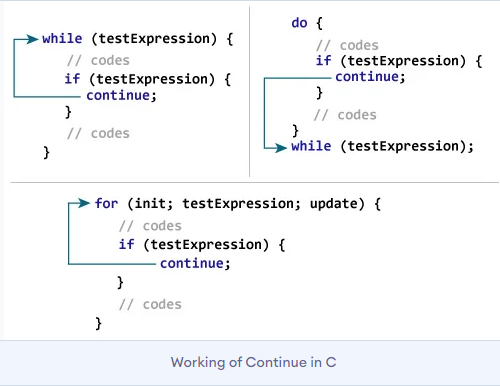 while (testExpression) {
// codes
if (testExpression) {
continue;
}
// codes
}
do {
// codes
if (testExpression) {
continue;
}
// codes
}
while (testExpression);
for (init; testExpression; update) {
// codes
if (testExpression) {
continue;
}
// codes
}
Working of Continue in C